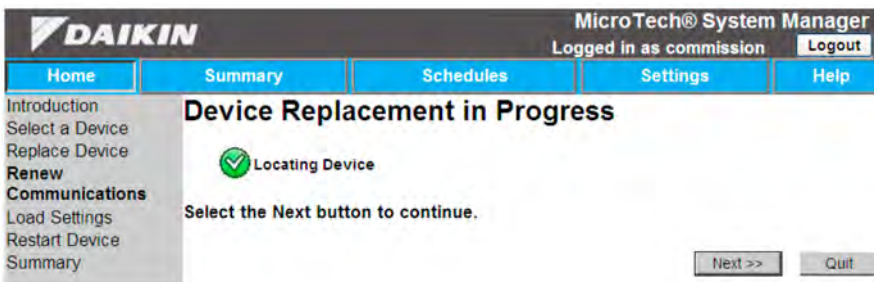 DAIKIN
MicroTech® System Manager
Logged in as commission Logout
Home Summary Schedules Settings Help
Introduction
Select a Device
Replace Device
Renew
Communications
Load Settings
Restart Device
Summary
Device Replacement in Progress
Locating Device
Select the Next button to continue.
Next >> Quit